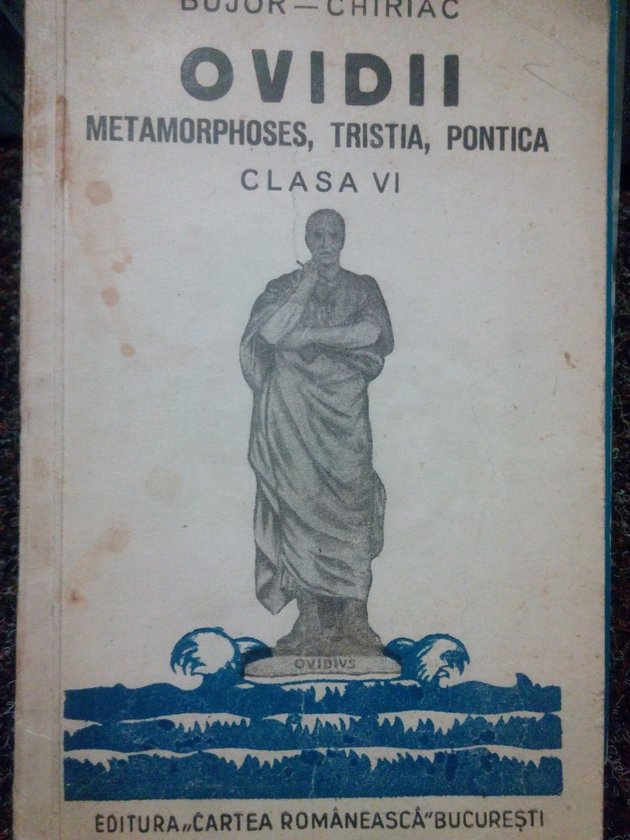 BUJOR — CHIRIAC
OVIDII
METAMORPHOSES, TRISTIA, PONTICA
CLASA VI
OVIDIVS
EDITURA „CARTEA ROMÂNEASCĂ" BUCUREȘTI